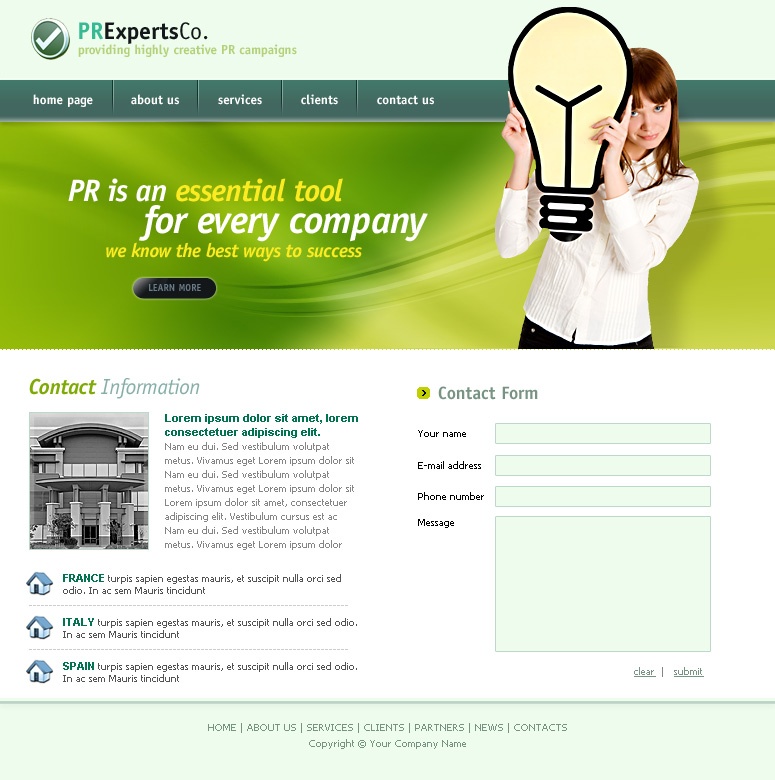 PRExpertsCo.
providing highly creative PR campaigns
home page
about us
services
clients
contact us
PR is an essential tool
for every company
we know the best ways to success
LEARN MORE
Contact Information
Lorem ipsum dolor sit amet, lorem
consectetuer adipiscing elit.
Nam eu dui. Sed vestibulum volutpat
metus. Vivamus eget Lorem ipsum dolor sit
Nam eu dui. Sed vestibulum volutpat
metus. Vivamus eget Lorem ipsum dolor sit
Lorem ipsum dolor sit amet, consectetuer
adipiscing elit. Vestibulum cursus est ac
Nam eu dui. Sed vestibulum volutpat
metus. Vivamus eget Lorem ipsum dolor
FRANCE turpis sapien egestas mauris, et suscipit nulla orci sed
odio. In ac sem Mauris tincidunt
ITALY turpis sapien egestas mauris, et suscipit nulla orci sed odio.
In ac sem Mauris tincidunt
SPAIN turpis sapien egestas mauris, et suscipit nulla orci sed odio.
In ac sem Mauris tincidunt
Contact Form
Your name
E-mail address
Phone number
Message
clear | submit
HOME | ABOUT US | SERVICES | CLIENTS | PARTNERS | NEWS | CONTACTS
Copyright © Your Company Name